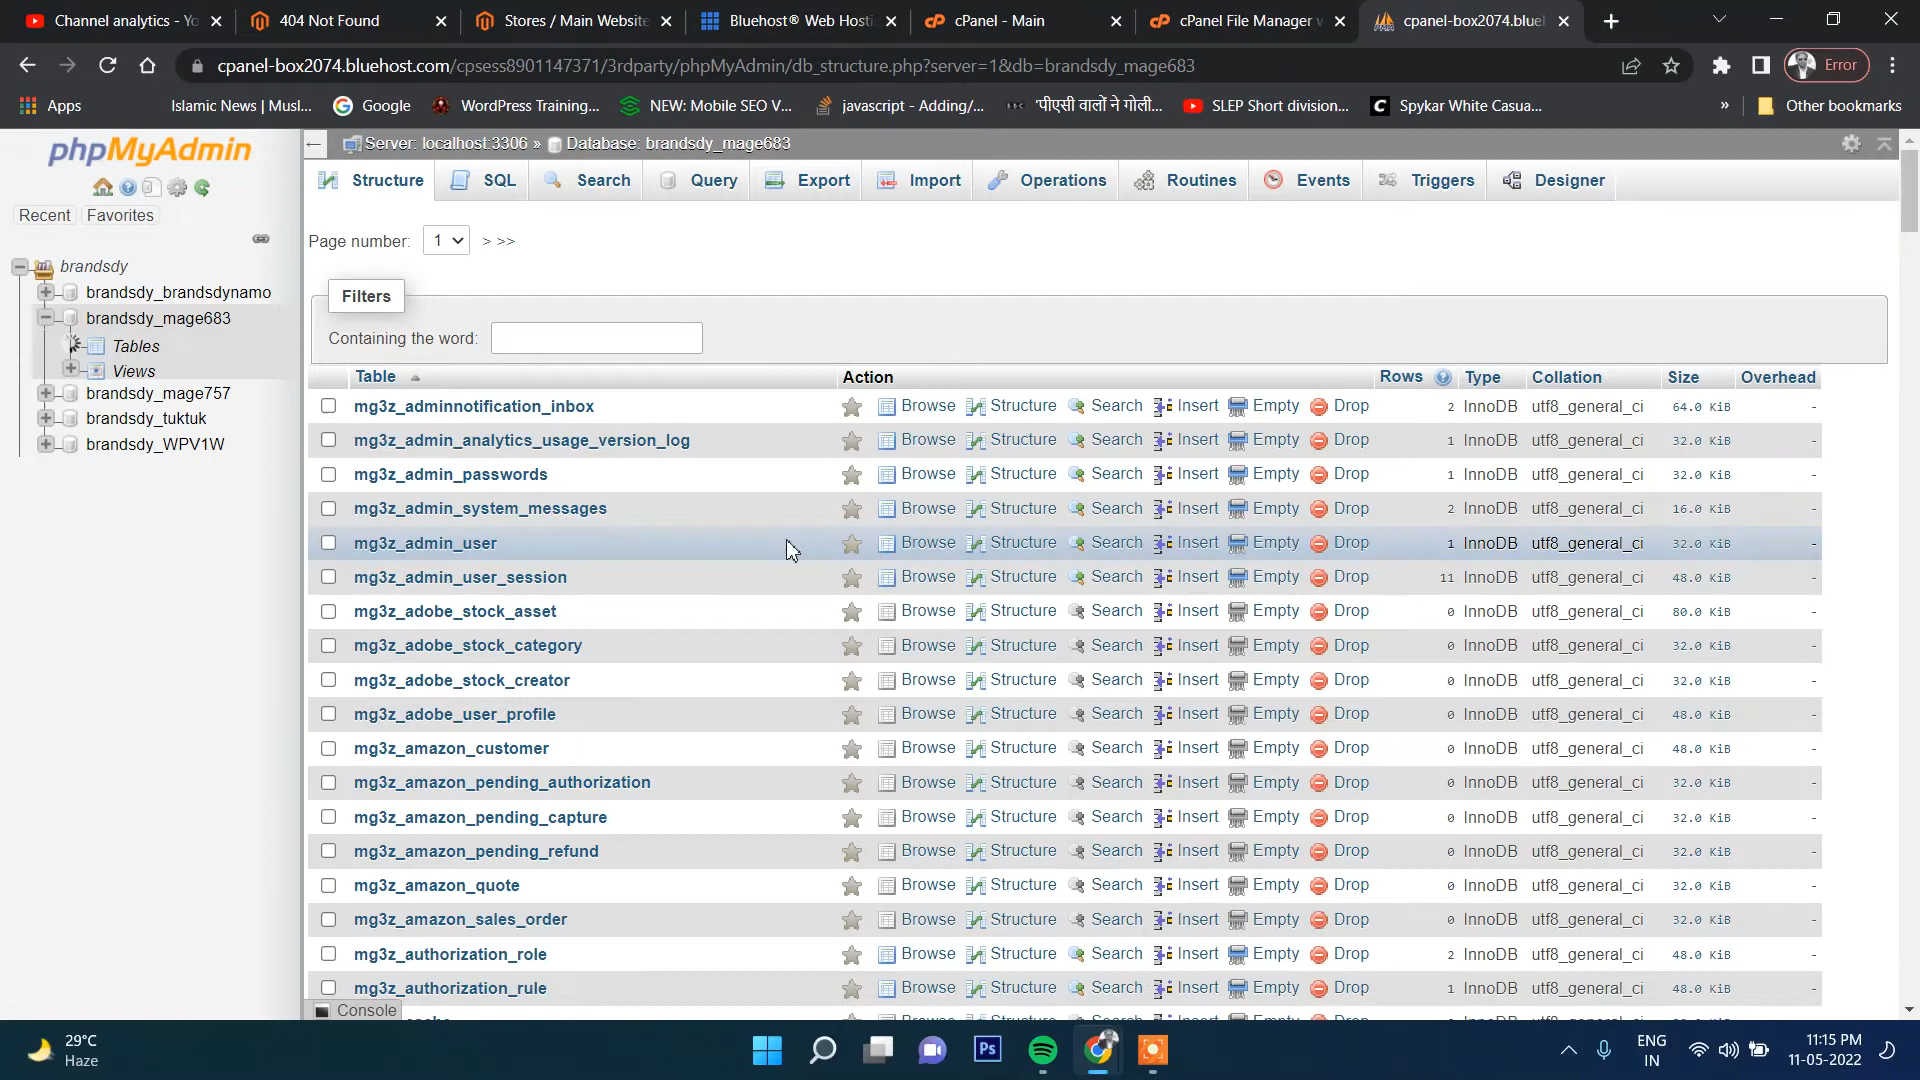 Channel analytics - Yo
404 Not Found
Stores / Main Website
Bluehost® Web Hosti
cPanel - Main
cPanel File Manager v
cpanel-box2074.blueh
cpanel-box2074.bluehost.com/cpsess8901147371/3rdparty/phpMyAdmin/db_structure.php?server=1&db=brandsdy_mage683
Error
Apps
Islamic News | Musl...
Google
WordPress Training...
NEW: Mobile SEO V...
javascript - Adding/...
'पीएसी वालों ने गोली...
SLEP Short division...
Spykar White Casua...
»
Other bookmarks
phpMyAdmin
Recent
Favorites
brandsdy
brandsdy_brandsdynamo
brandsdy_mage683
Tables
Views
brandsdy_mage757
brandsdy_tuktuk
brandsdy_WPV1W
Server: localhost:3306 » Database: brandsdy_mage683
Structure SQL Search Query Export Import Operations Routines Events Triggers Designer
Page number: 1 > >>
Filters
Containing the word:
Table Action Rows Type Collation Size Overhead
mg3z_adminnotification_inbox Browse Structure Search Insert Empty Drop 2 InnoDB utf8_general_ci 64.0 KiB -
mg3z_admin_analytics_usage_version_log Browse Structure Search Insert Empty Drop 1 InnoDB utf8_general_ci 32.0 KiB -
mg3z_admin_passwords Browse Structure Search Insert Empty Drop 1 InnoDB utf8_general_ci 32.0 KiB -
mg3z_admin_system_messages Browse Structure Search Insert Empty Drop 2 InnoDB utf8_general_ci 16.0 KiB -
mg3z_admin_user Browse Structure Search Insert Empty Drop 1 InnoDB utf8_general_ci 32.0 KiB -
mg3z_admin_user_session Browse Structure Search Insert Empty Drop 11 InnoDB utf8_general_ci 48.0 KiB -
mg3z_adobe_stock_asset Browse Structure Search Insert Empty Drop 0 InnoDB utf8_general_ci 80.0 KiB -
mg3z_adobe_stock_category Browse Structure Search Insert Empty Drop 0 InnoDB utf8_general_ci 32.0 KiB -
mg3z_adobe_stock_creator Browse Structure Search Insert Empty Drop 0 InnoDB utf8_general_ci 32.0 KiB -
mg3z_adobe_user_profile Browse Structure Search Insert Empty Drop 0 InnoDB utf8_general_ci 48.0 KiB -
mg3z_amazon_customer Browse Structure Search Insert Empty Drop 0 InnoDB utf8_general_ci 48.0 KiB -
mg3z_amazon_pending_authorization Browse Structure Search Insert Empty Drop 0 InnoDB utf8_general_ci 32.0 KiB -
mg3z_amazon_pending_capture Browse Structure Search Insert Empty Drop 0 InnoDB utf8_general_ci 32.0 KiB -
mg3z_amazon_pending_refund Browse Structure Search Insert Empty Drop 0 InnoDB utf8_general_ci 32.0 KiB -
mg3z_amazon_quote Browse Structure Search Insert Empty Drop 0 InnoDB utf8_general_ci 32.0 KiB -
mg3z_amazon_sales_order Browse Structure Search Insert Empty Drop 0 InnoDB utf8_general_ci 32.0 KiB -
mg3z_authorization_role Browse Structure Search Insert Empty Drop 2 InnoDB utf8_general_ci 48.0 KiB -
mg3z_authorization_rule Browse Structure Search Insert Empty Drop 1 InnoDB utf8_general_ci 48.0 KiB -
Console
29°C
Haze
Ps
ENG
IN
11:15 PM
11-05-2022